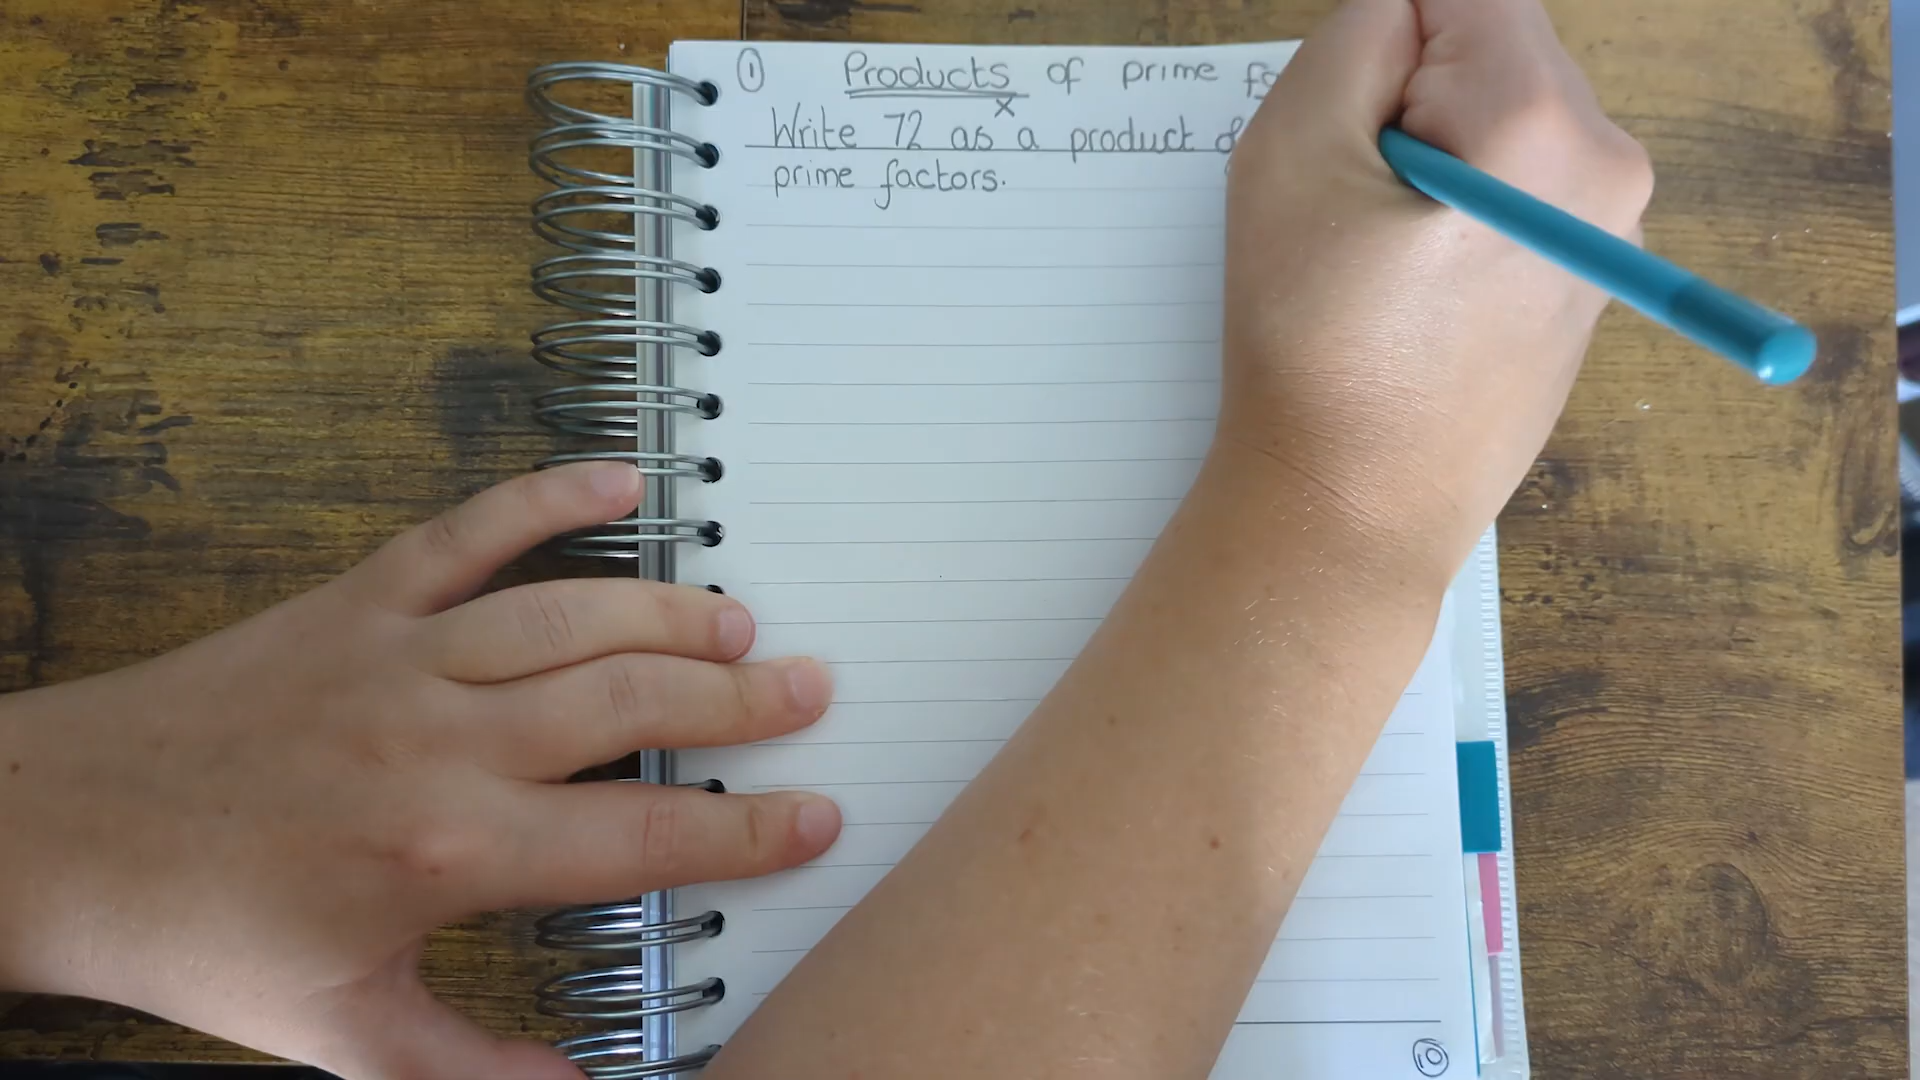 ① Products of prime
x
Write 72 as a product
prime factors.
10